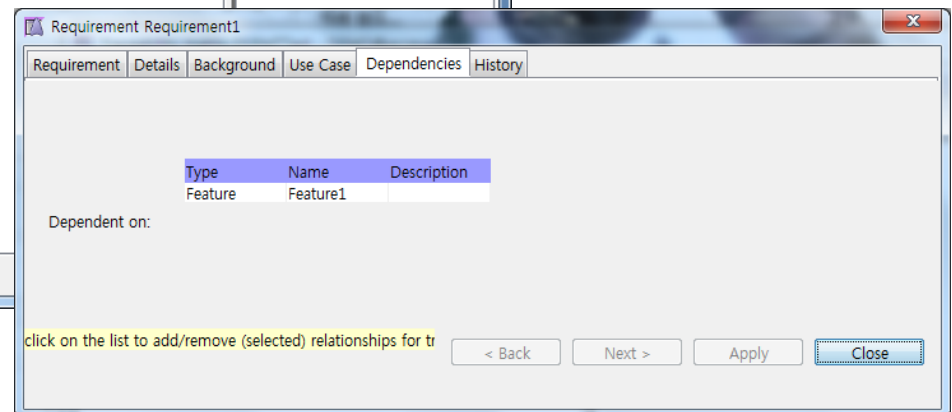 Requirement Requirement1
Requirement Details Background Use Case Dependencies History
Type Name Description
Feature Feature1
Dependent on:
click on the list to add/remove (selected) relationships for tr
< Back Next > Apply Close